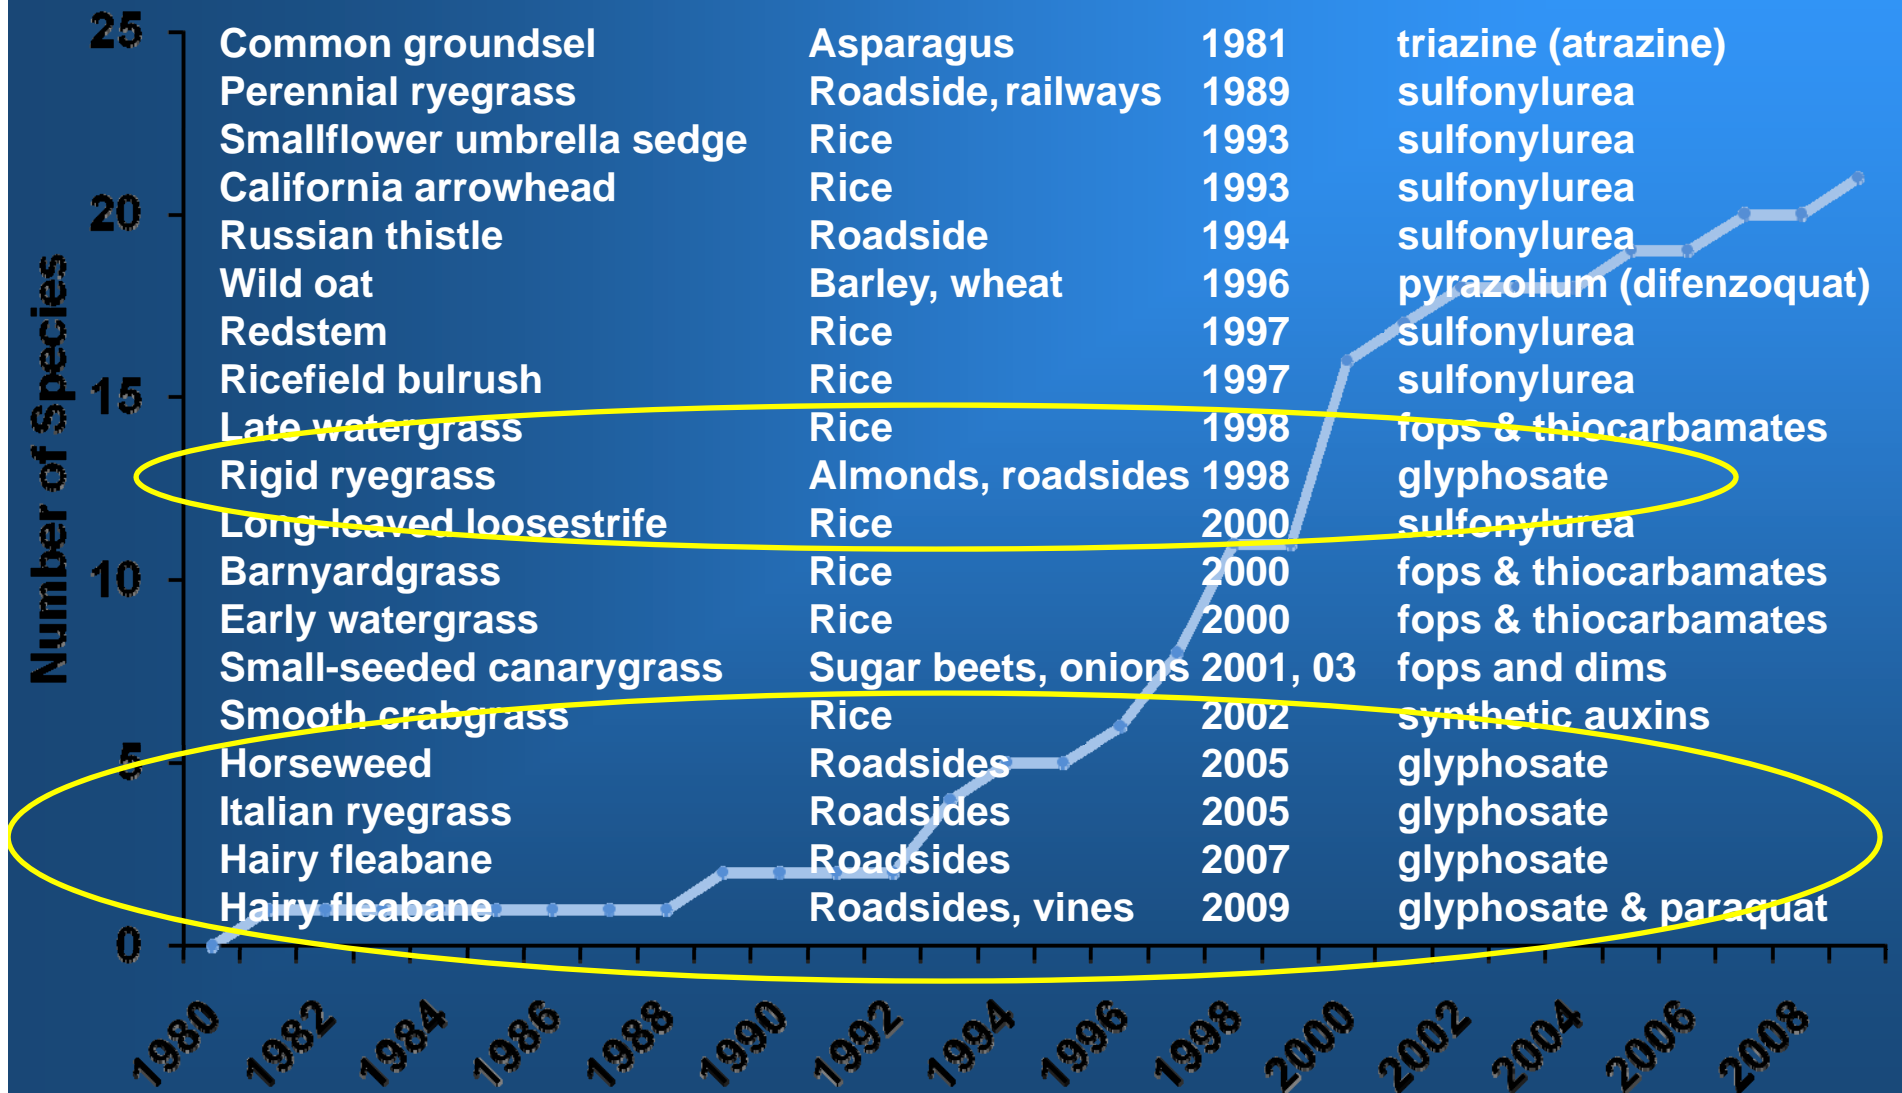 25
20
15
10
5
0
Number of Species
Common groundsel Asparagus 1981 triazine (atrazine)
Perennial ryegrass Roadside, railways 1989 sulfonylurea
Smallflower umbrella sedge Rice 1993 sulfonylurea
California arrowhead Rice 1993 sulfonylurea
Russian thistle Roadside 1994 sulfonylurea
Wild oat Barley, wheat 1996 pyrazolium (difenzoquat)
Redstem Rice 1997 sulfonylurea
Ricefield bulrush Rice 1997 sulfonylurea
Late watergrass Rice 1998 fops & thiocarbamates
Rigid ryegrass Almonds, roadsides 1998 glyphosate
Long-leaved loosestrife Rice 2000 sulfonylurea
Barnyardgrass Rice 2000 fops & thiocarbamates
Early watergrass Rice 2000 fops & thiocarbamates
Small-seeded canarygrass Sugar beets, onions 2001, 03 fops and dims
Smooth crabgrass Rice 2002 synthetic auxins
Horseweed Roadsides 2005 glyphosate
Italian ryegrass Roadsides 2005 glyphosate
Hairy fleabane Roadsides 2007 glyphosate
Hairy fleabane Roadsides, vines 2009 glyphosate & paraquat
1980 1982 1984 1986 1988 1990 1992 1994 1996 1998 2000 2002 2004 2006 2008